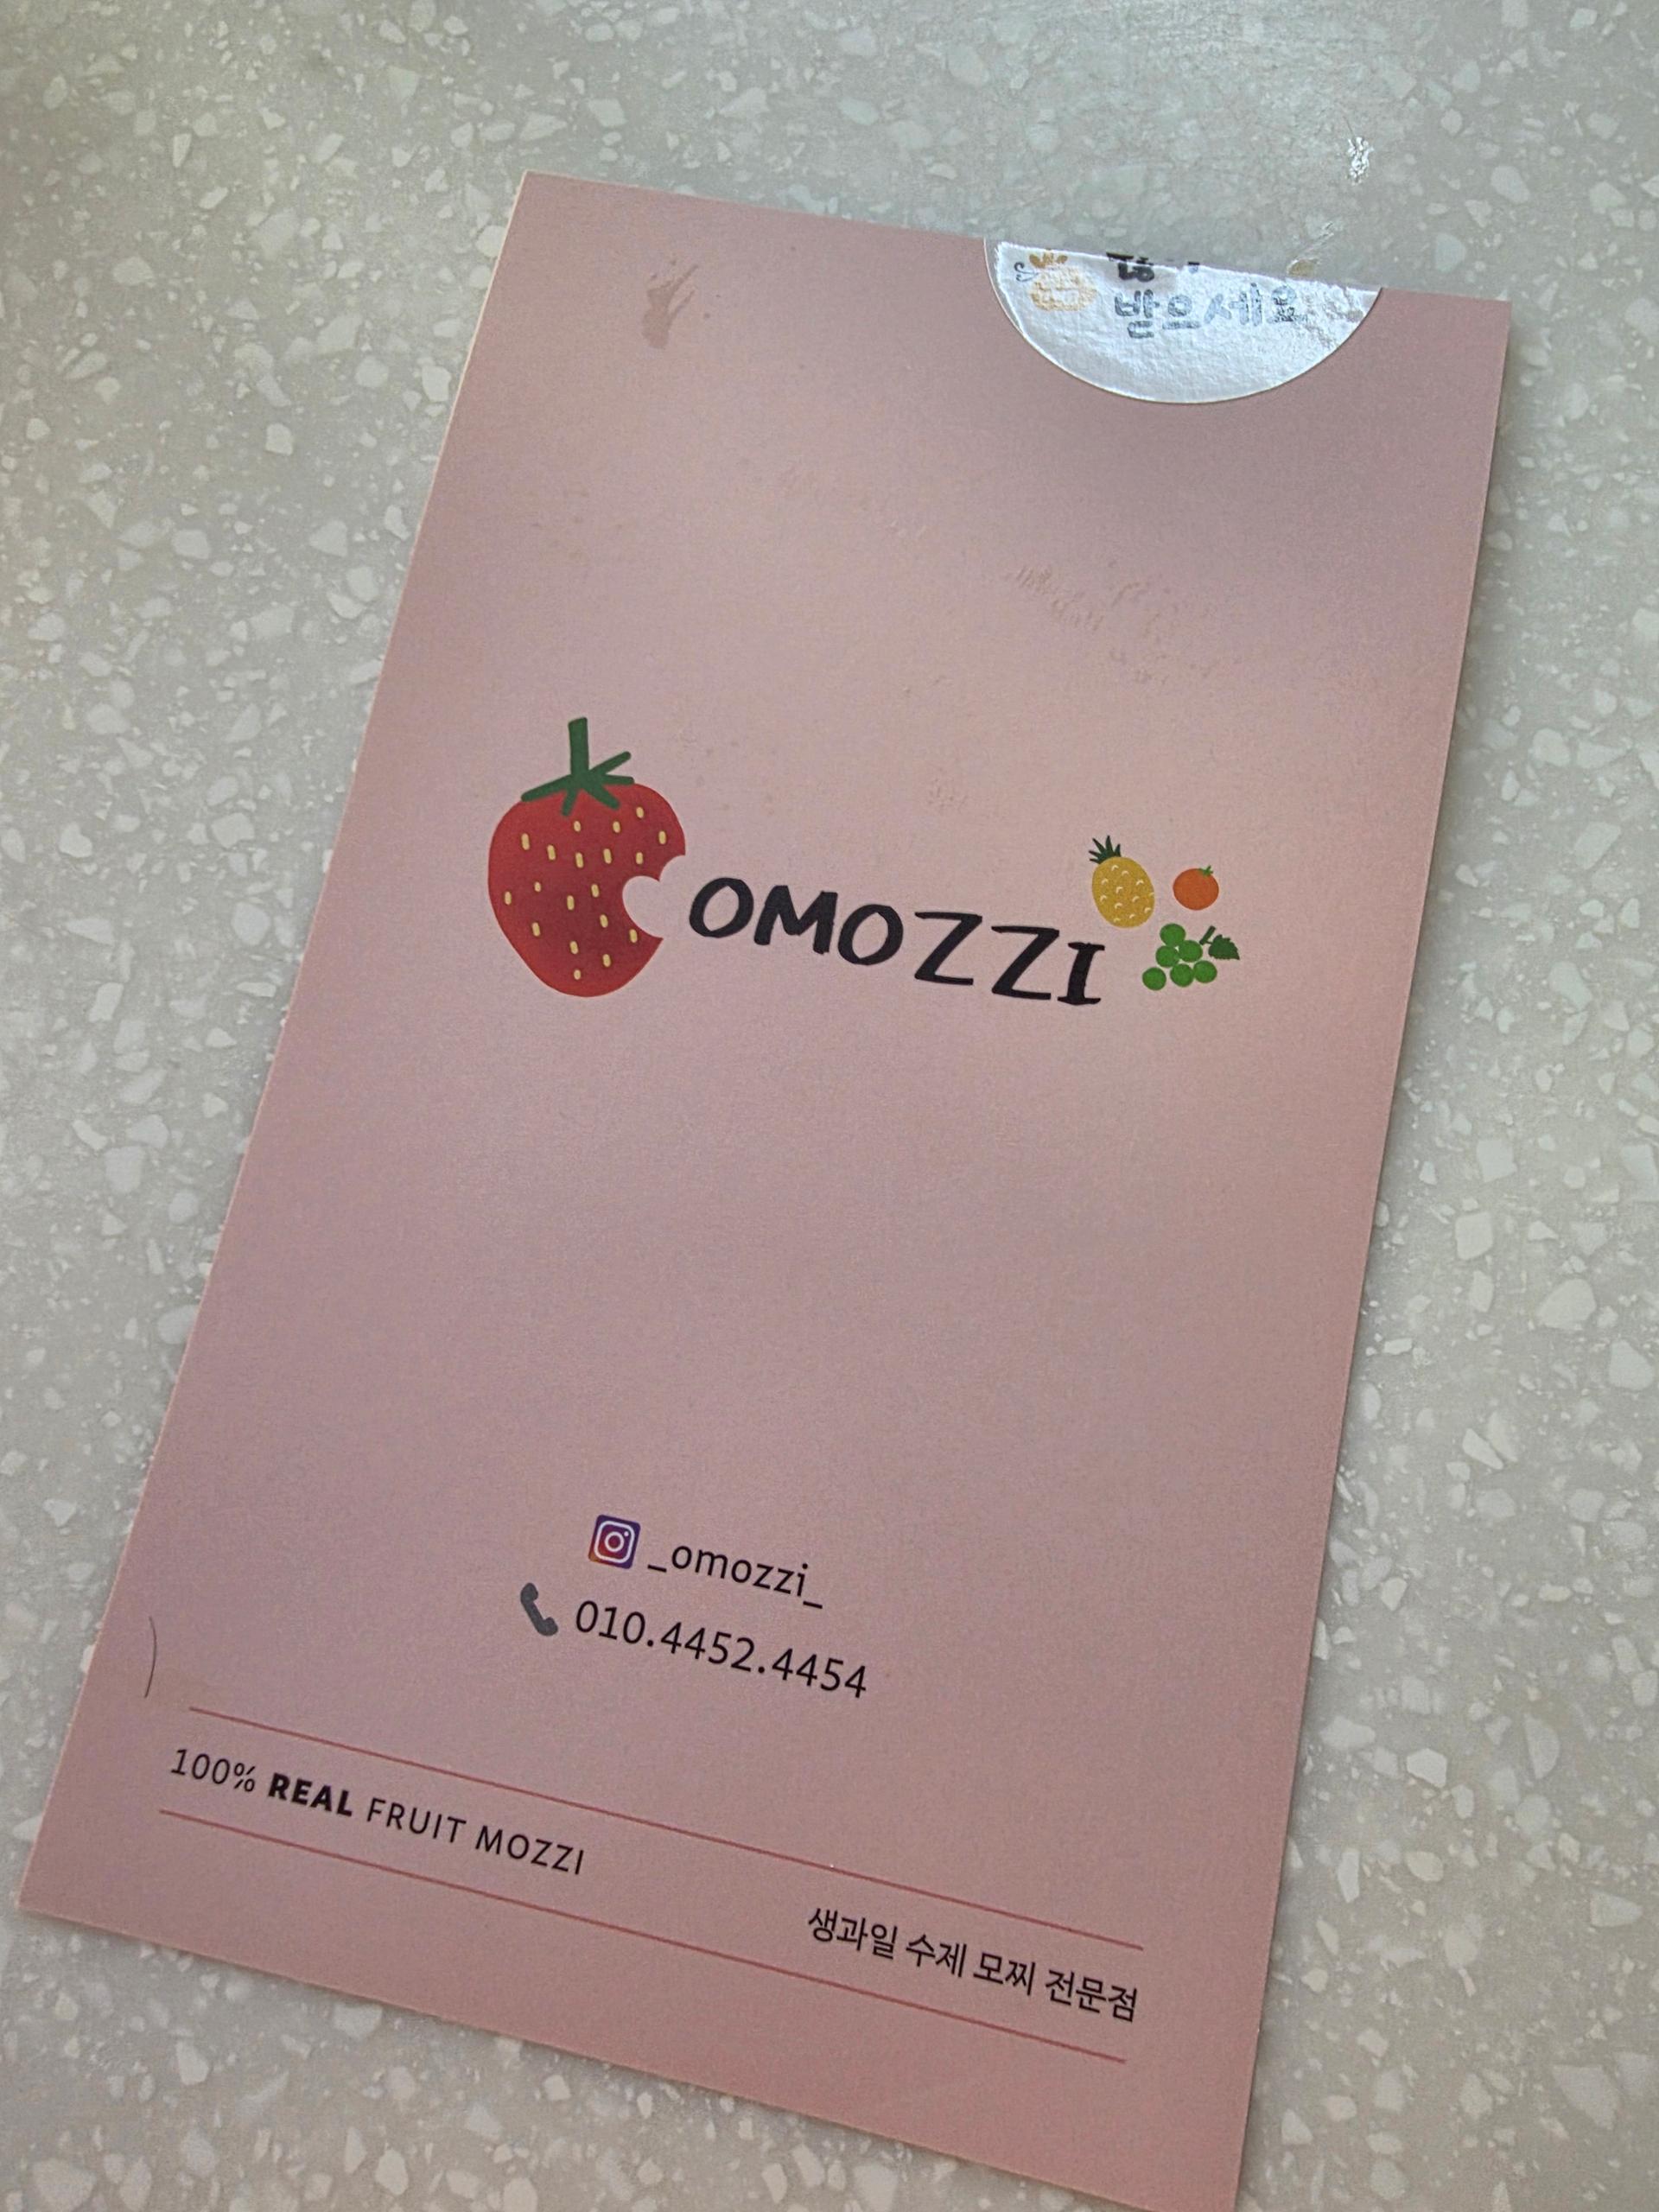 받으세요
OMOZZI
_omozzi_
010.4452.4454
100% REAL FRUIT MOZZI
생과일 수제 모찌 전문점